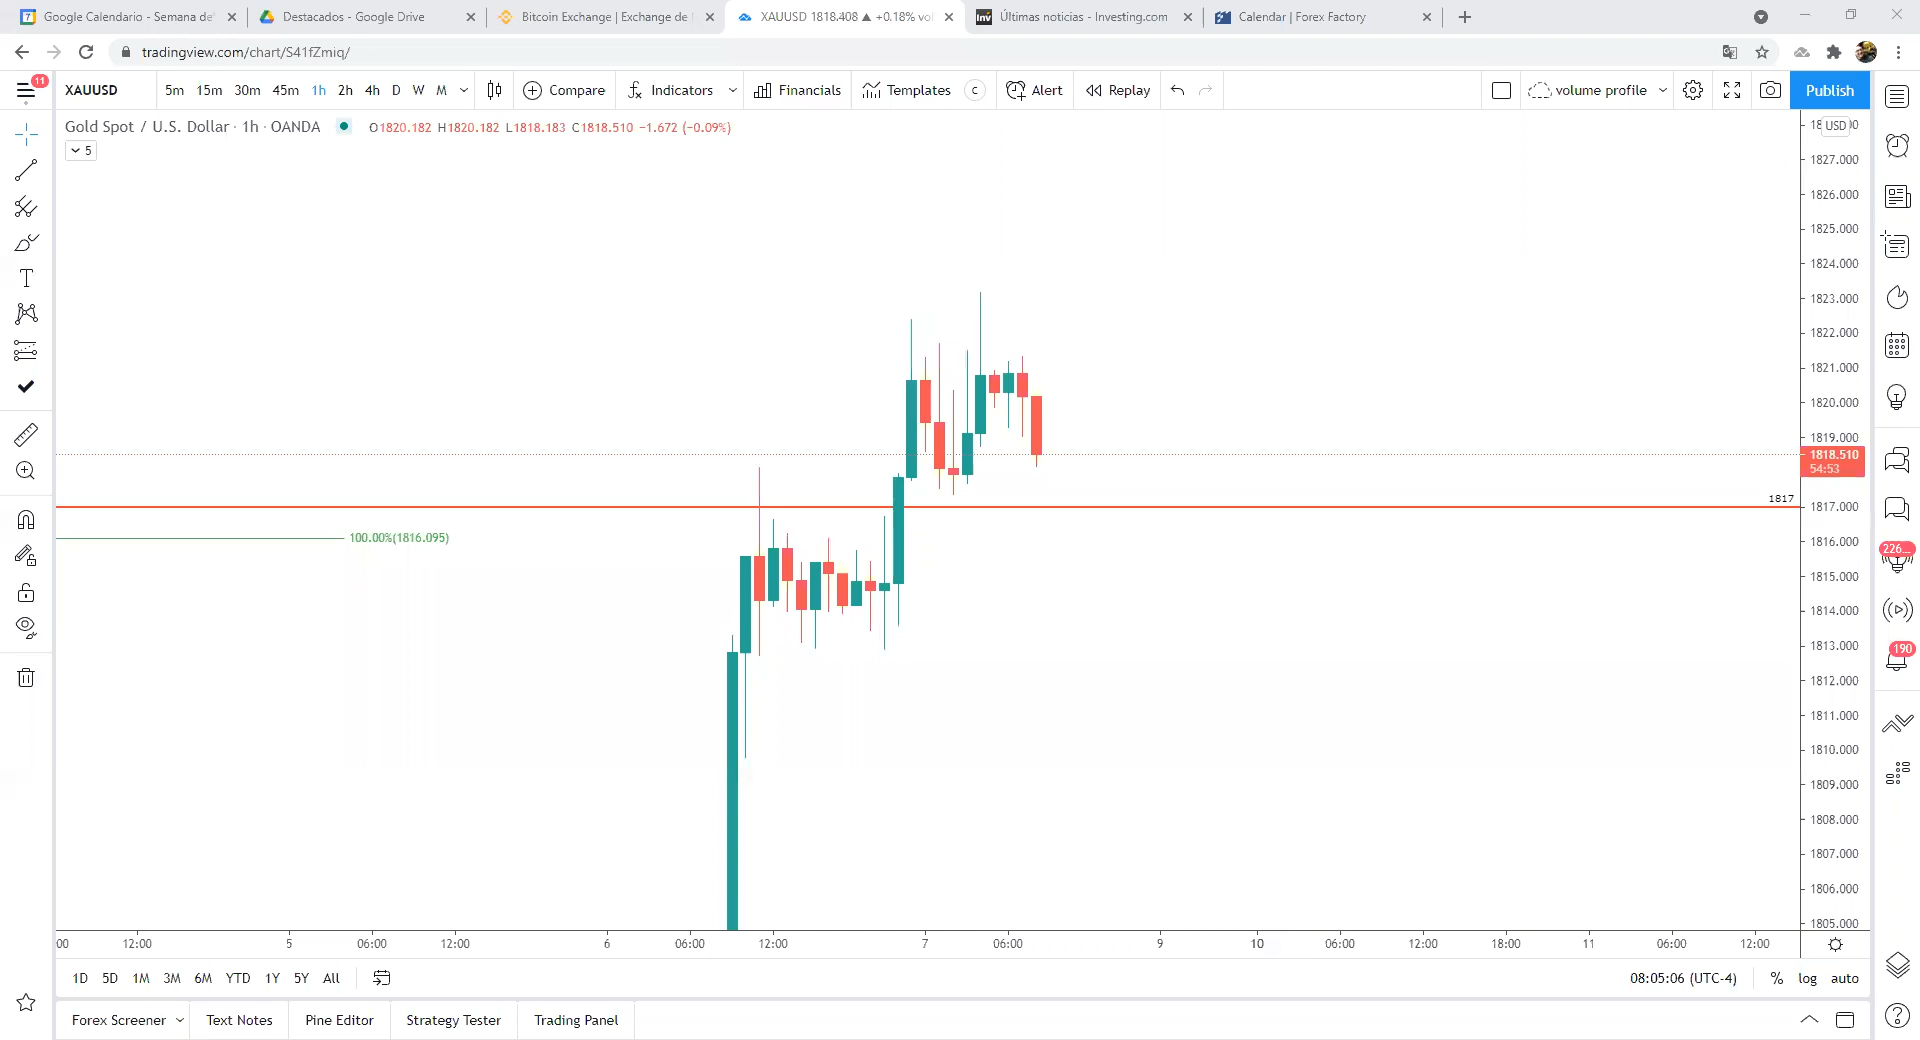 Google Calendario - Semana de
Destacados - Google Drive
Bitcoin Exchange | Exchange de
XAUUSD 1818.408 ▲ +0.18% vo
Últimas noticias - Investing.com
Calendar | Forex Factory
tradingview.com/chart/S41fZmiq/
11
XAUUSD
5m 15m 30m 45m 1h 2h 4h D W M
Compare
Indicators
Financials
Templates
C
Alert
Replay
volume profile
Publish
Gold Spot / U.S. Dollar · 1h · OANDA
O1820.182 H1820.182 L1818.183 C1818.510 −1.672 (−0.09%)
5
USD
1827.000
1826.000
1825.000
1824.000
1823.000
1822.000
1821.000
1820.000
1819.000
1818.510
54:53
1817
1817.000
100.00%(1816.095)
1816.000
1815.000
1814.000
1813.000
1812.000
1811.000
1810.000
1809.000
1808.000
1807.000
1806.000
1805.000
226...
190
00 12:00 5 06:00 12:00 6 06:00 12:00 7 06:00 9 10 06:00 12:00 18:00 11 06:00 12:00
1D 5D 1M 3M 6M YTD 1Y 5Y All
08:05:06 (UTC-4)
% log auto
Forex Screener
Text Notes
Pine Editor
Strategy Tester
Trading Panel